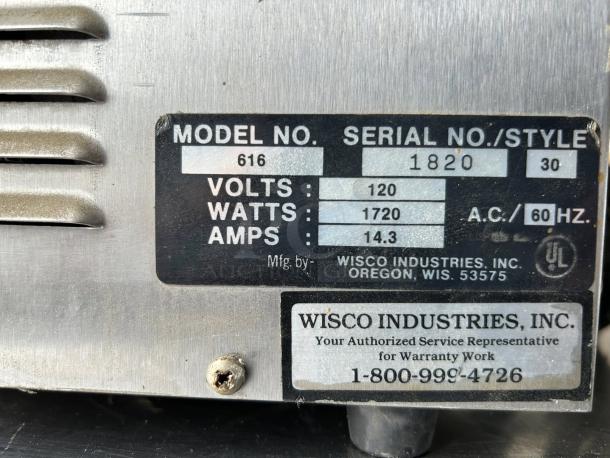 MODEL NO. SERIAL NO./STYLE
616 1820 30
VOLTS : 120
WATTS : 1720 A.C./ 60 HZ.
AMPS : 14.3
Mfg. by- WISCO INDUSTRIES, INC.
OREGON, WIS. 53575
UL
WISCO INDUSTRIES, INC.
Your Authorized Service Representative
for Warranty Work
1-800-999-4726